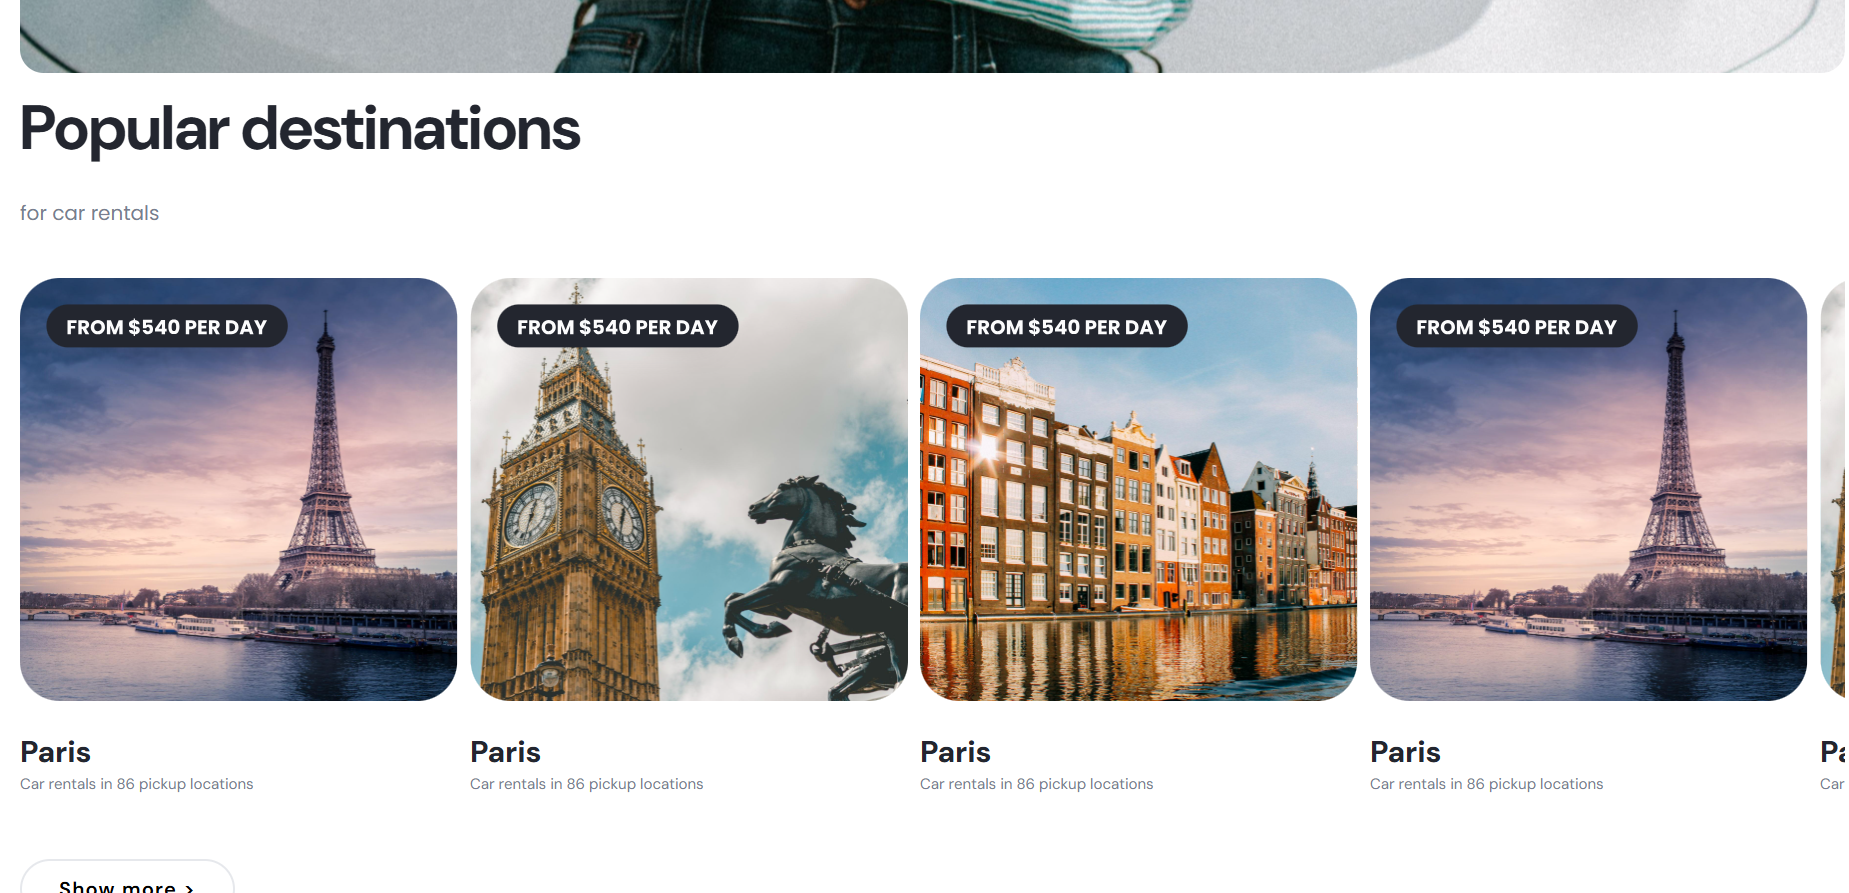 Popular destinations
for car rentals
FROM $540 PER DAY
FROM $540 PER DAY
FROM $540 PER DAY
FROM $540 PER DAY
Paris
Paris
Paris
Paris
Car rentals in 86 pickup locations
Car rentals in 86 pickup locations
Car rentals in 86 pickup locations
Car rentals in 86 pickup locations
Car
Show more >